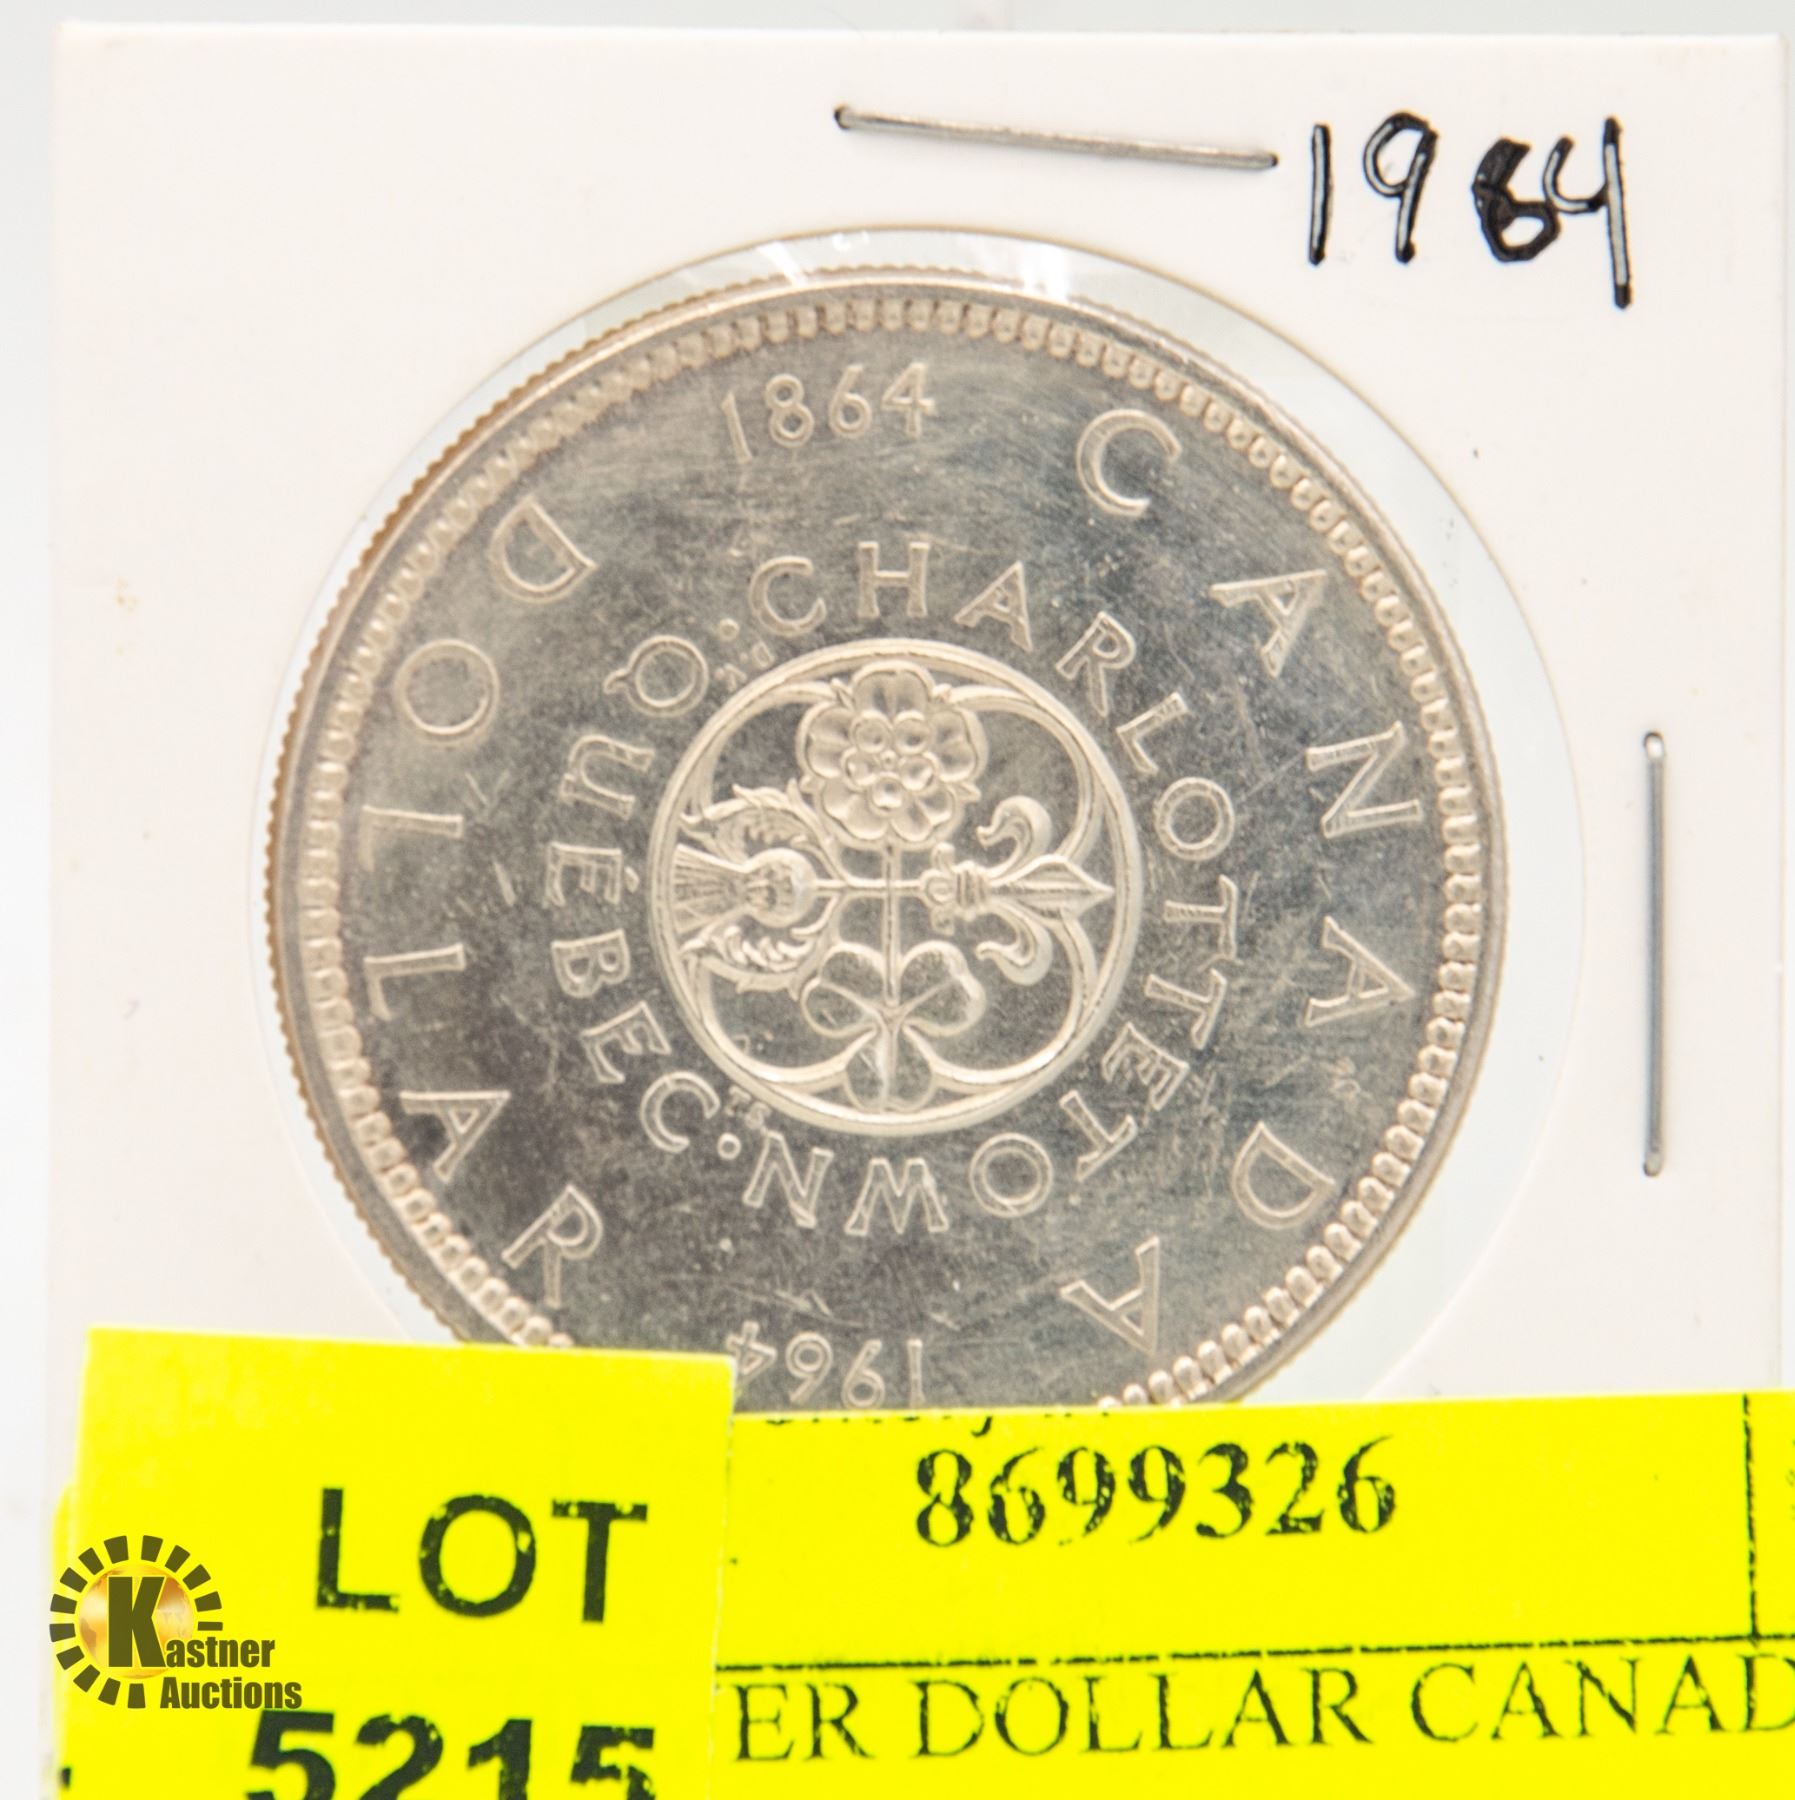 1964
1864
CANADA
DOLLAR
CHARLOTTETOWN·
QUÉBEC·
1964
LOT
5215
8699326
ER DOLLAR CANAD
Kastner
Auctions